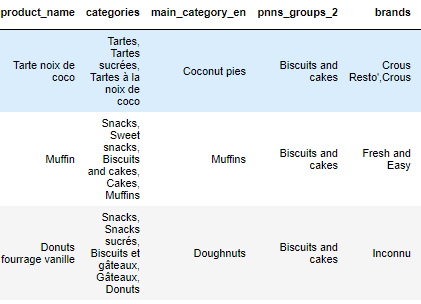 product_name categories main_category_en pnns_groups_2 brands
Tarte noix de
coco
Tartes,
Tartes
sucrées,
Tartes à la
noix de
coco
Coconut pies
Biscuits and
cakes
Crous
Resto',Crous
Muffin
Snacks,
Sweet
snacks,
Biscuits
and cakes,
Cakes,
Muffins
Muffins
Biscuits and
cakes
Fresh and
Easy
Donuts
fourrage vanille
Snacks,
Snacks
sucrés,
Biscuits et
gâteaux,
Gâteaux,
Donuts
Doughnuts
Biscuits and
cakes
Inconnu